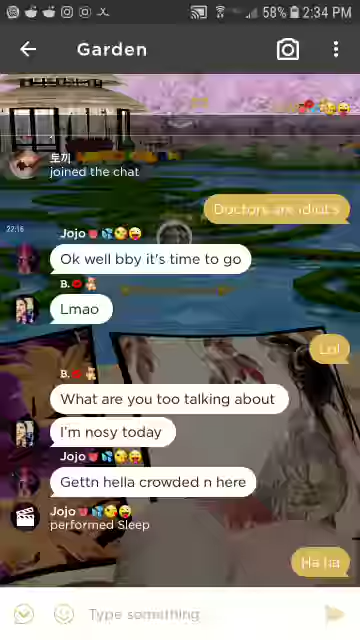 58% 2:34 PM
Garden
토끼
joined the chat
Doctors are idiat's
22:16
Jojo
Ok well bby it's time to go
B.
Lmao
Lol
B.
What are you too talking about
I'm nosy today
Jojo
Gettn hella crowded n here
Jojo
performed Sleep
Ha ha
Type something